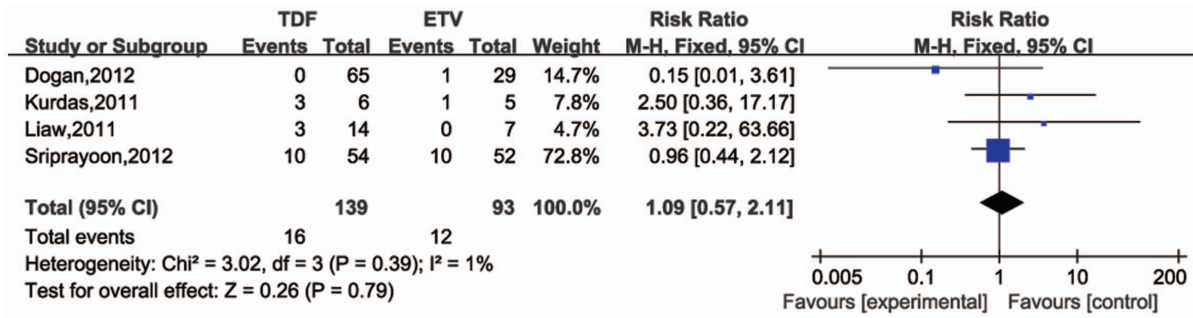 TDF ETV Risk Ratio Risk Ratio
Study or Subgroup Events Total Events Total Weight M-H, Fixed, 95% CI M-H, Fixed, 95% CI
Dogan,2012 0 65 1 29 14.7% 0.15 [0.01, 3.61]
Kurdas,2011 3 6 1 5 7.8% 2.50 [0.36, 17.17]
Liaw,2011 3 14 0 7 4.7% 3.73 [0.22, 63.66]
Sriprayoon,2012 10 54 10 52 72.8% 0.96 [0.44, 2.12]
Total (95% CI) 139 93 100.0% 1.09 [0.57, 2.11]
Total events 16 12
Heterogeneity: Chi² = 3.02, df = 3 (P = 0.39); I² = 1%
Test for overall effect: Z = 0.26 (P = 0.79)
0.005 0.1 1 10 200
Favours [experimental] Favours [control]